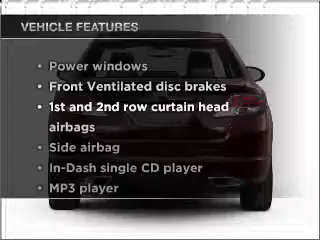 VEHICLE FEATURES
• Power windows
• Front Ventilated disc brakes
• 1st and 2nd row curtain head
airbags
• Side airbag
• In-Dash single CD player
• MP3 player